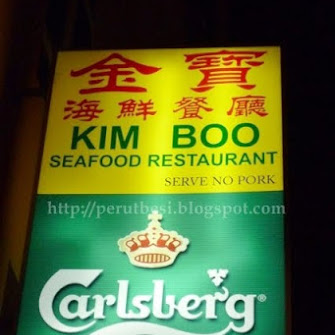 金寶
海鮮餐廳
KIM BOO
SEAFOOD RESTAURANT
SERVE NO PORK
http://perutbesi.blogspot.com
Carlsberg®